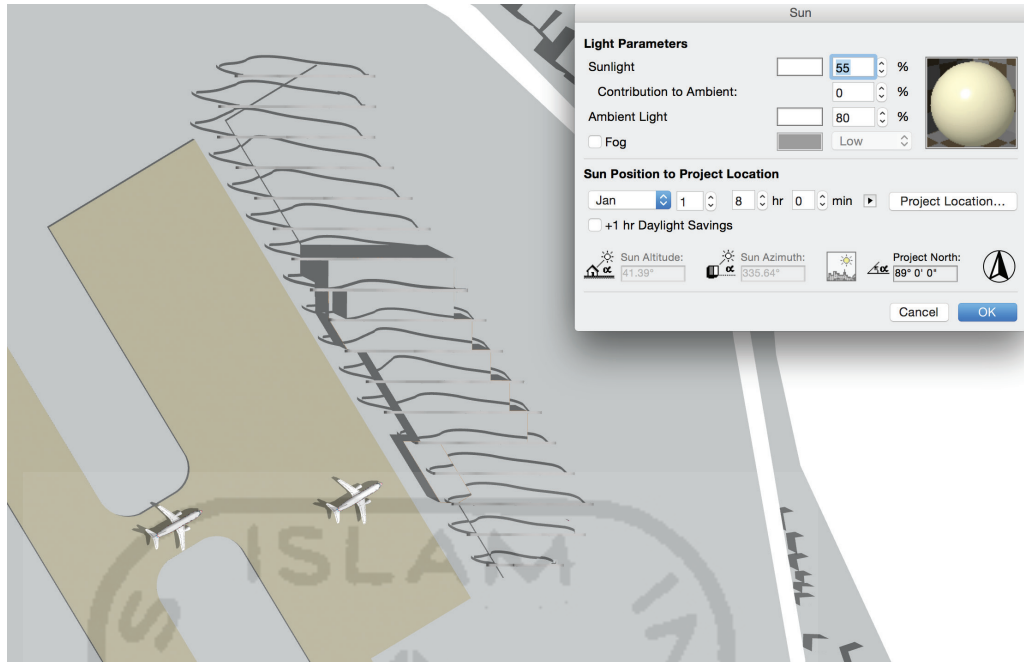 Sun
Light Parameters
Sunlight 55 %
Contribution to Ambient: 0 %
Ambient Light 80 %
Fog Low
Sun Position to Project Location
Jan 1 8 hr 0 min Project Location...
+1 hr Daylight Savings
α Sun Altitude: α Sun Azimuth: α Project North:
41.39° 335.64° 89° 0' 0"
Cancel OK
ISLAM